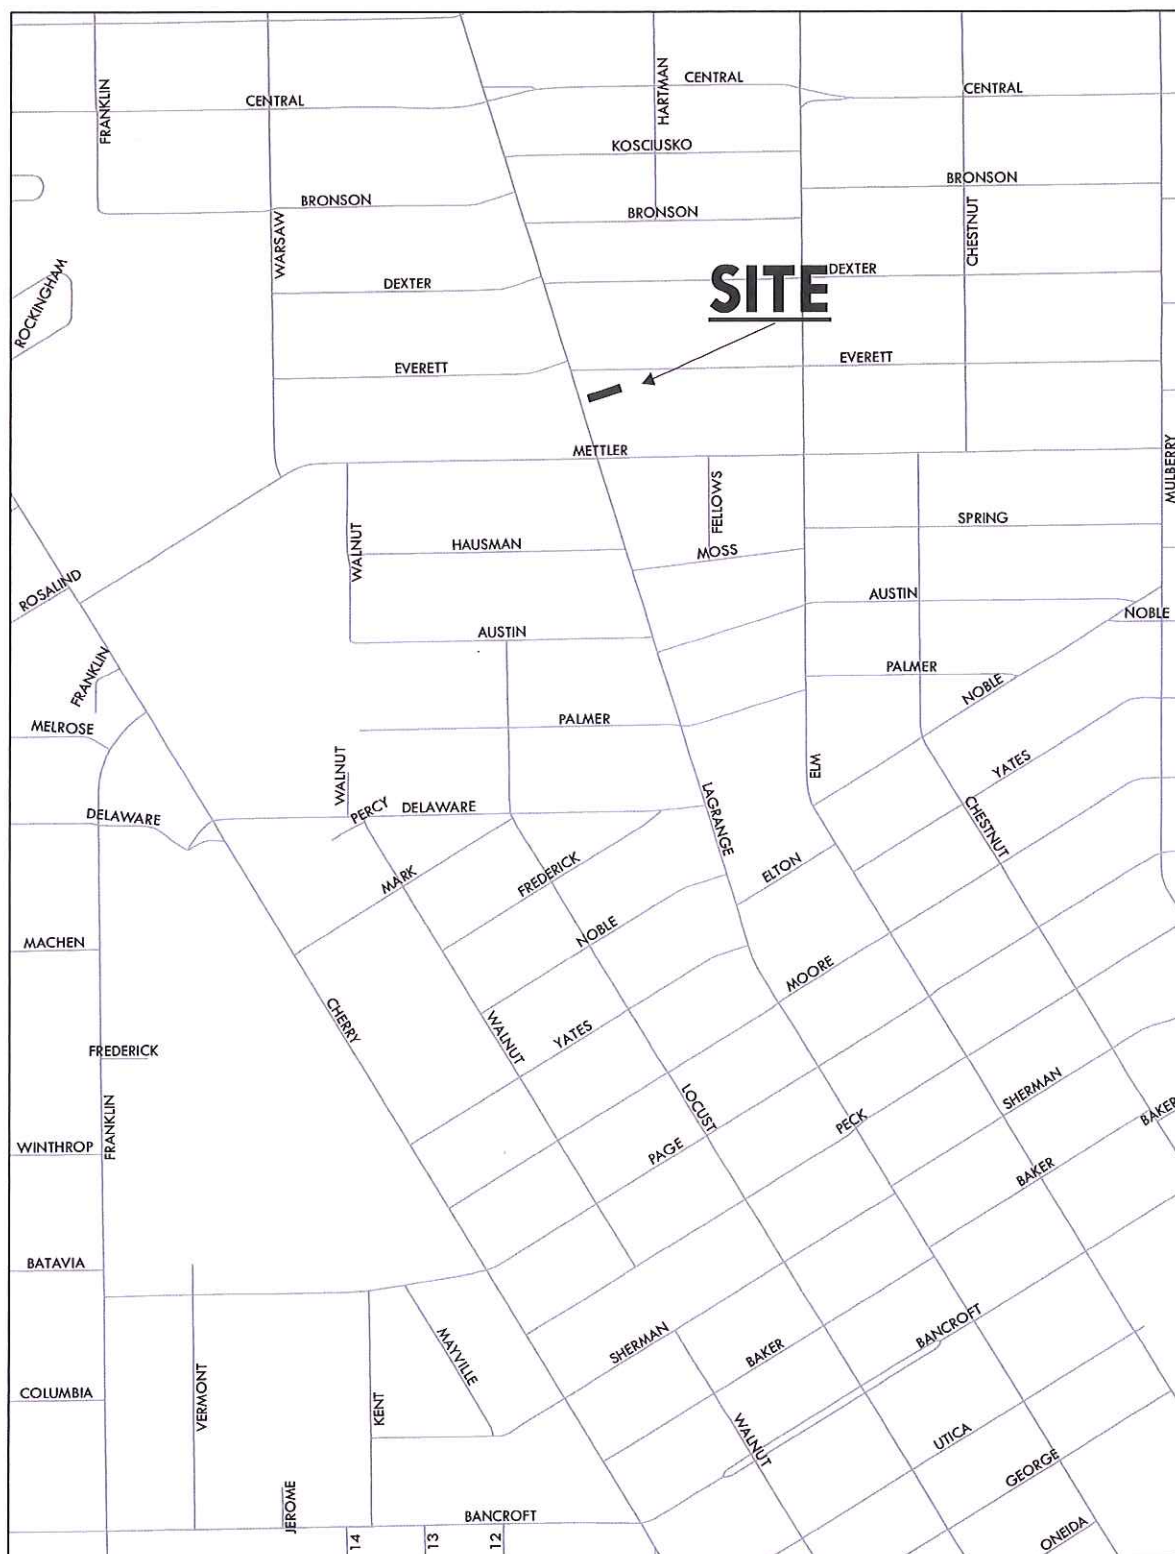 FRANKLIN
CENTRAL
HARTMAN
CENTRAL
CENTRAL
KOSCIUSKO
BRONSON
BRONSON
BRONSON
WARSAW
CHESTNUT
ROCKINGHAM
DEXTER
SITE
DEXTER
EVERETT
EVERETT
METTLER
MULBERRY
FELLOWS
WALNUT
HAUSMAN
MOSS
SPRING
ROSALIND
AUSTIN
AUSTIN
NOBLE
FRANKLIN
PALMER
NOBLE
MELROSE
PALMER
WALNUT
ELM
YATES
DELAWARE
PERCY
DELAWARE
LAGRANGE
CHESTNUT
MARK
FREDERICK
ELTON
MACHEN
NOBLE
MOORE
CHERRY
WALNUT
YATES
FREDERICK
FRANKLIN
LOCUST
SHERMAN
WINTHROP
PAGE
PECK
BAKER
BAKER
BATAVIA
MAYVILLE
SHERMAN
BAKER
BANCROFT
COLUMBIA
VERMONT
KENT
WALNUT
UTICA
GEORGE
JEROME
BANCROFT
14
13
12
ONEIDA